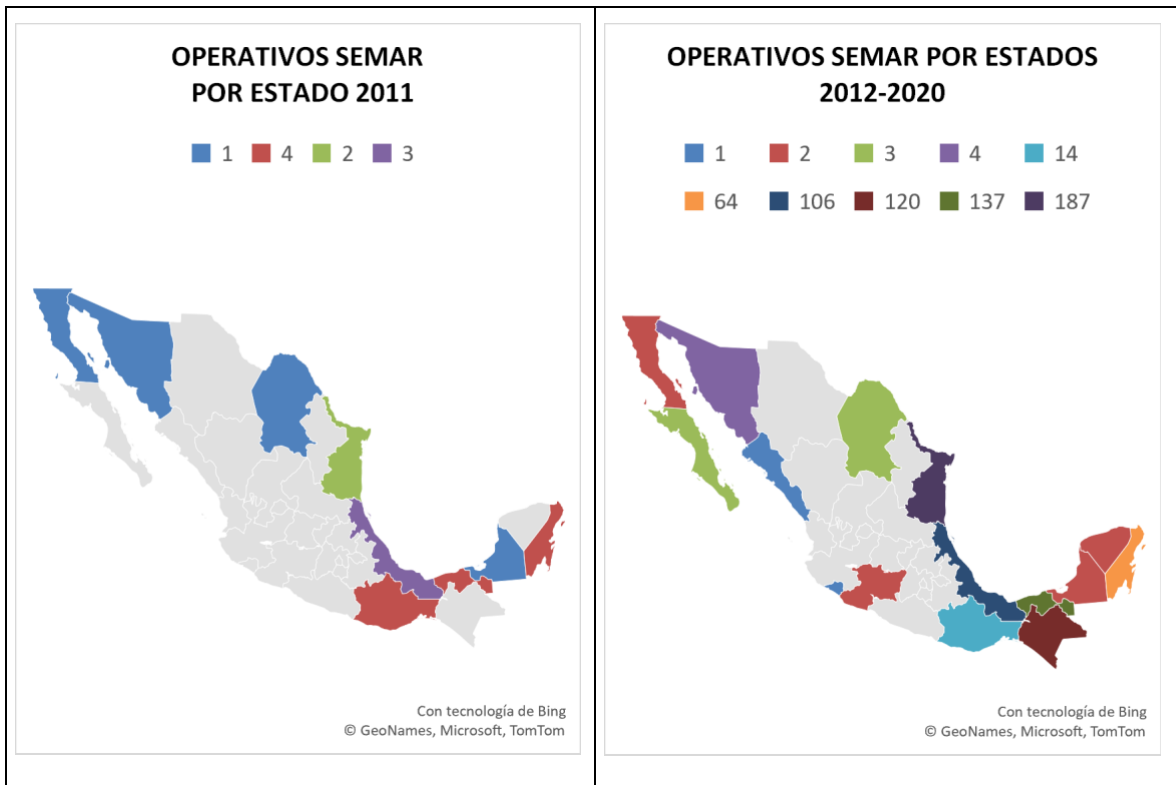 OPERATIVOS SEMAR
POR ESTADO 2011
1 4 2 3
Con tecnología de Bing
© GeoNames, Microsoft, TomTom
OPERATIVOS SEMAR POR ESTADOS
2012-2020
1 2 3 4 14
64 106 120 137 187
Con tecnología de Bing
© GeoNames, Microsoft, TomTom